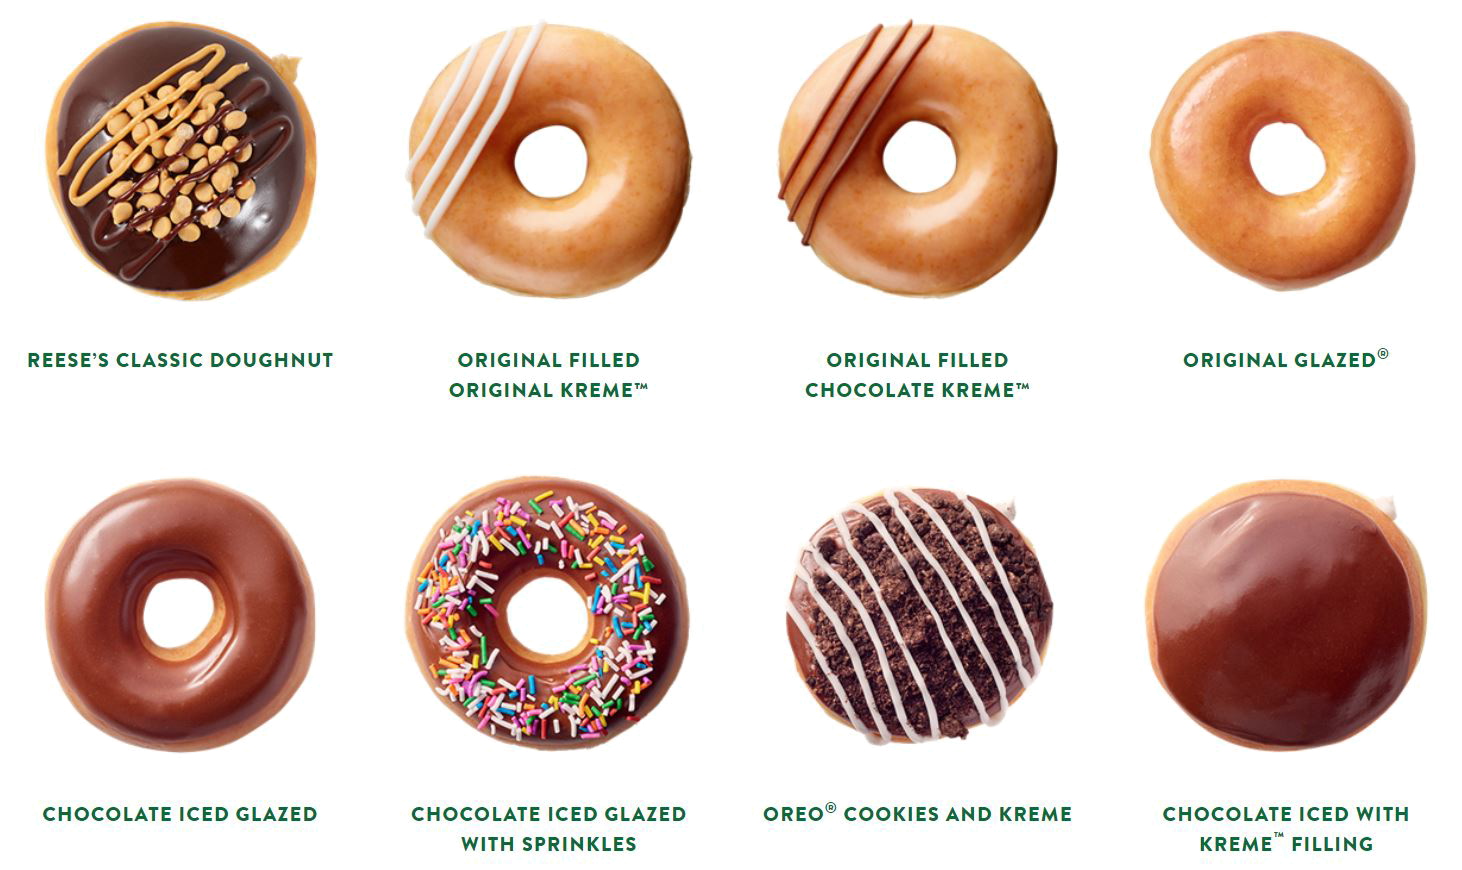 REESE’S CLASSIC DOUGHNUT
ORIGINAL FILLED
ORIGINAL KREME™
ORIGINAL FILLED
CHOCOLATE KREME™
ORIGINAL GLAZED®
CHOCOLATE ICED GLAZED
CHOCOLATE ICED GLAZED
WITH SPRINKLES
OREO® COOKIES AND KREME
CHOCOLATE ICED WITH
KREME™ FILLING